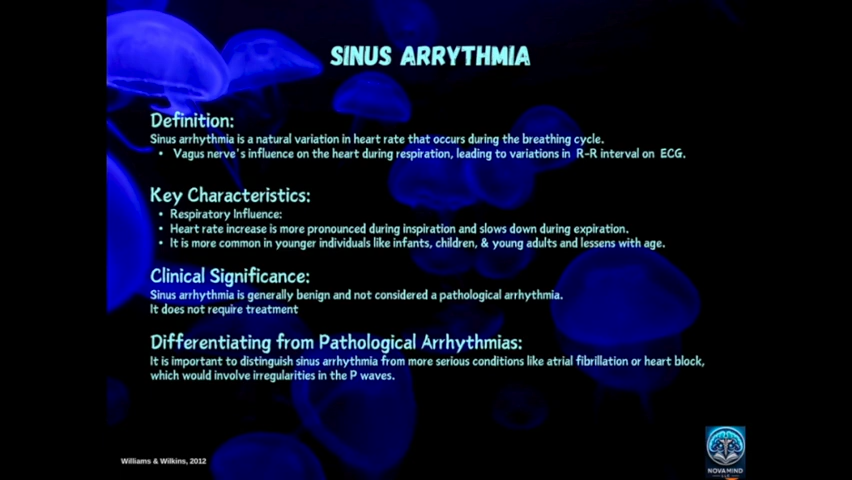 SINUS ARRYTHMIA
Definition:
Sinus arrhythmia is a natural variation in heart rate that occurs during the breathing cycle.
• Vagus nerve's influence on the heart during respiration, leading to variations in R-R interval on ECG.
Key Characteristics:
• Respiratory Influence:
• Heart rate increase is more pronounced during inspiration and slows down during expiration.
• It is more common in younger individuals like infants, children, & young adults and lessens with age.
Clinical Significance:
Sinus arrhythmia is generally benign and not considered a pathological arrhythmia.
It does not require treatment
Differentiating from Pathological Arrhythmias:
It is important to distinguish sinus arrhythmia from more serious conditions like atrial fibrillation or heart block,
which would involve irregularities in the P waves.
Williams & Wilkins, 2012
NOVAMIND
LLC